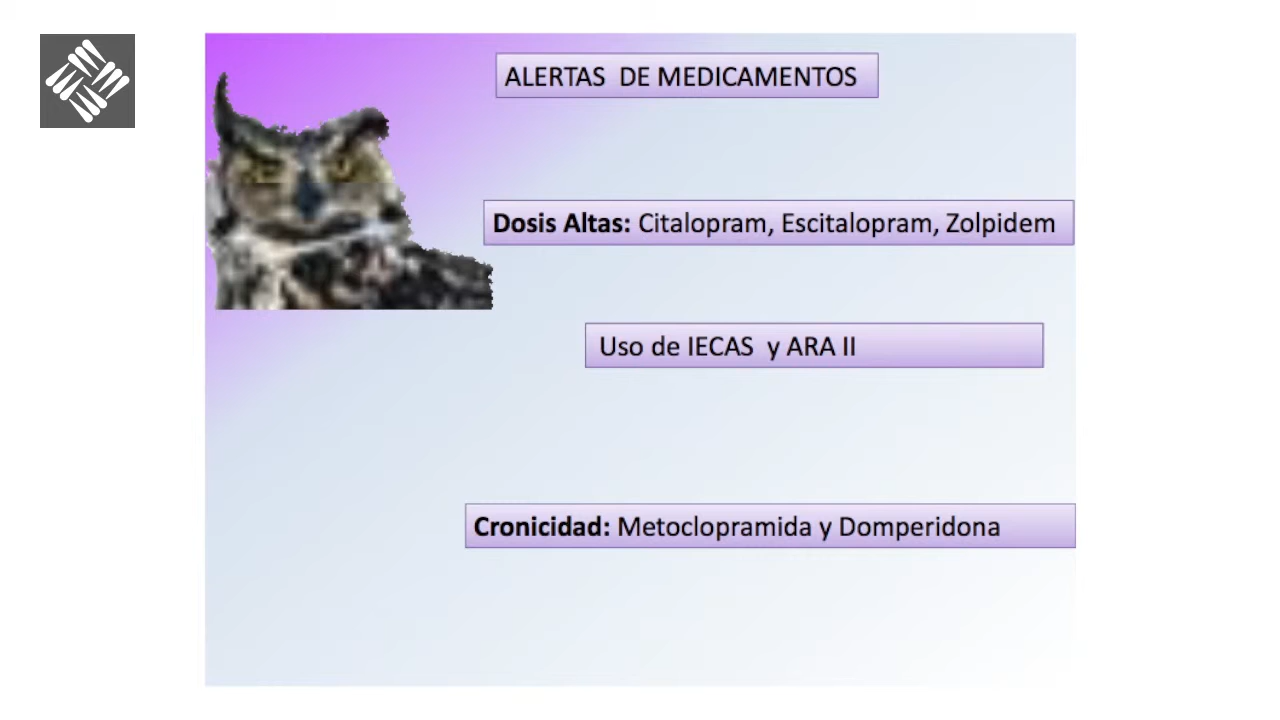 ALERTAS DE MEDICAMENTOS
Dosis Altas: Citalopram, Escitalopram, Zolpidem
Uso de IECAS y ARA II
Cronicidad: Metoclopramida y Domperidona